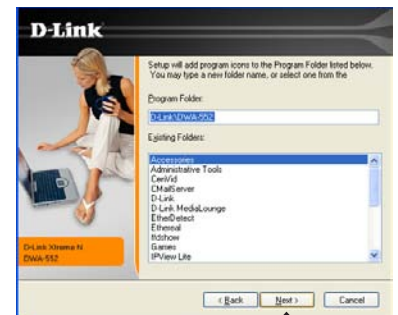 D-Link
Setup will add program icons to the Program Folder listed below.
You may type a new folder name, or select one from the
Program Folder:
D-Link\DWA-552
Existing Folders:
Accessories
Administrative Tools
CenVid
CMailServer
D-Link
D-Link MediaLounge
EtherDetect
Ethereal
ffdshow
Games
IPView Lite
D-Link Xtreme N
DWA-552
< Back
Next >
Cancel